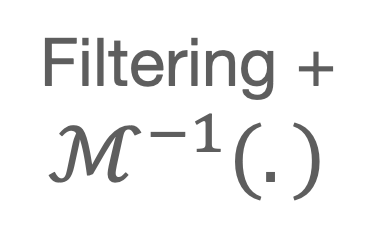 Filtering +
ℳ⁻¹(.)